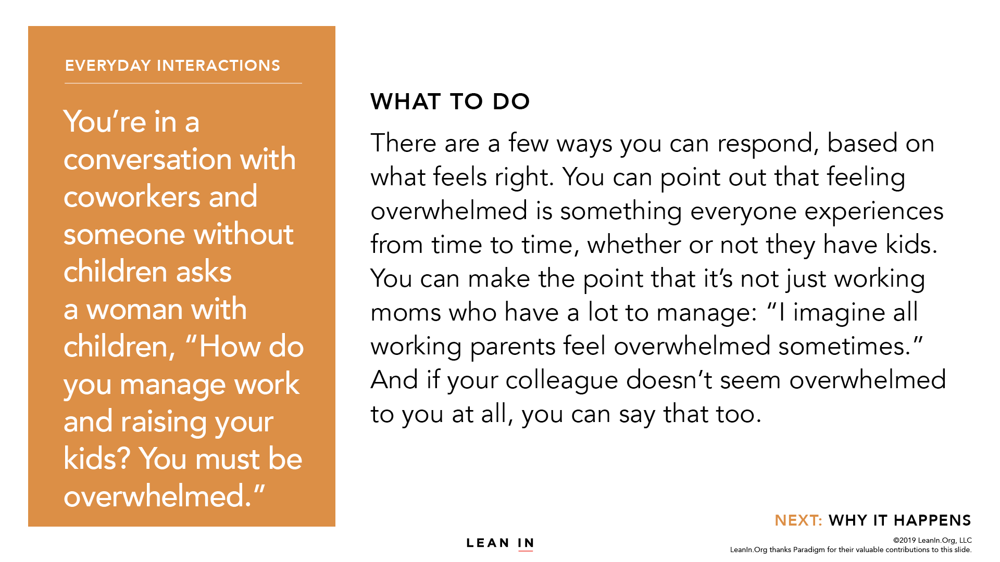 EVERYDAY INTERACTIONS
You’re in a
conversation with
coworkers and
someone without
children asks
a woman with
children, “How do
you manage work
and raising your
kids? You must be
overwhelmed.”
WHAT TO DO
There are a few ways you can respond, based on
what feels right. You can point out that feeling
overwhelmed is something everyone experiences
from time to time, whether or not they have kids.
You can make the point that it’s not just working
moms who have a lot to manage: “I imagine all
working parents feel overwhelmed sometimes.”
And if your colleague doesn’t seem overwhelmed
to you at all, you can say that too.
NEXT: WHY IT HAPPENS
LEAN IN
©2019 LeanIn.Org, LLC
LeanIn.Org thanks Paradigm for their valuable contributions to this slide.